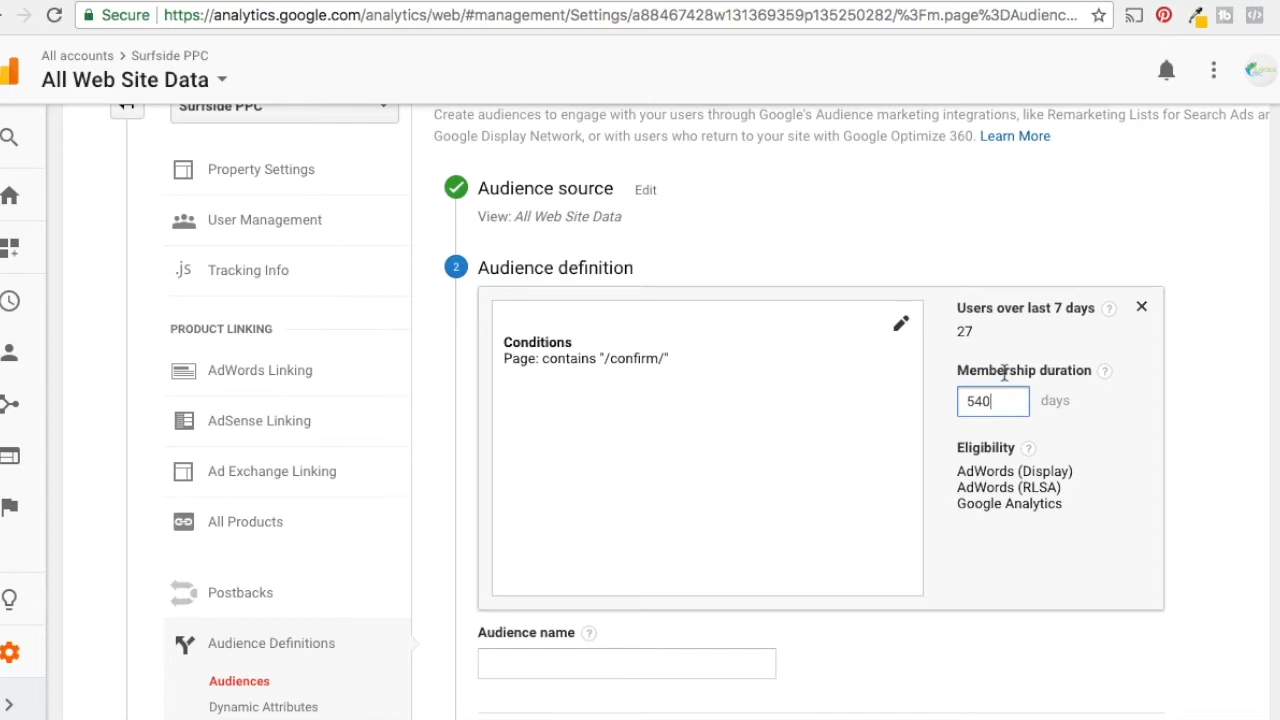 Secure
https://analytics.google.com/analytics/web/#management/Settings/a88467428w131369359p135250282/%3Fm.page%3DAudienc...
All accounts > Surfside PPC
All Web Site Data
Surfside PPC
Property Settings
User Management
.js Tracking Info
PRODUCT LINKING
AdWords Linking
AdSense Linking
Ad Exchange Linking
All Products
Postbacks
Audience Definitions
Audiences
Dynamic Attributes
Create audiences to engage with your users through Google's Audience marketing integrations, like Remarketing Lists for Search Ads
Google Display Network, or with users who return to your site with Google Optimize 360. Learn More
Audience source Edit
View: All Web Site Data
2 Audience definition
Conditions
Page: contains "/confirm/"
Users over last 7 days ?
27
Membership duration ?
540 days
Eligibility ?
AdWords (Display)
AdWords (RLSA)
Google Analytics
Audience name ?